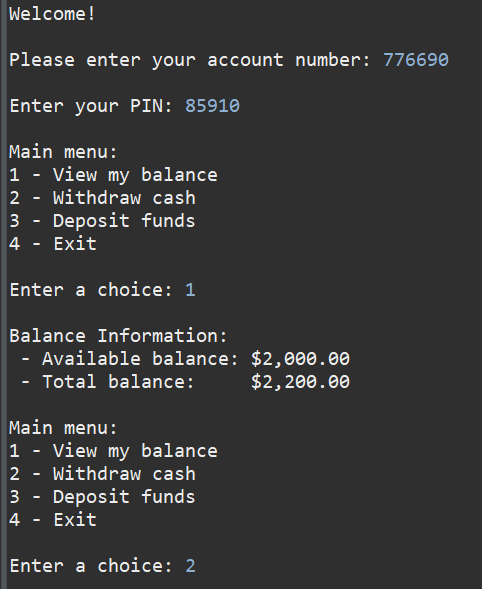 Welcome!
Please enter your account number: 776690
Enter your PIN: 85910
Main menu:
1 - View my balance
2 - Withdraw cash
3 - Deposit funds
4 - Exit
Enter a choice: 1
Balance Information:
 - Available balance: $2,000.00
 - Total balance:     $2,200.00
Main menu:
1 - View my balance
2 - Withdraw cash
3 - Deposit funds
4 - Exit
Enter a choice: 2